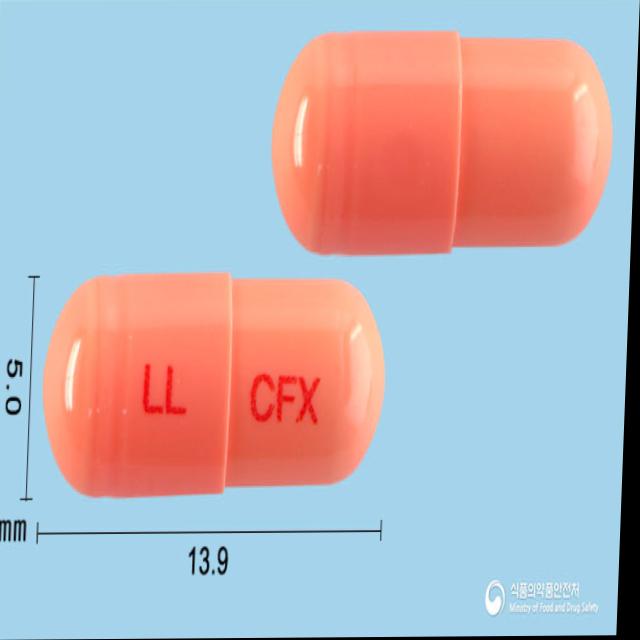 LL CFX
5.0
mm
13.9
식품의약품안전처
Ministry of Food and Drug Safety